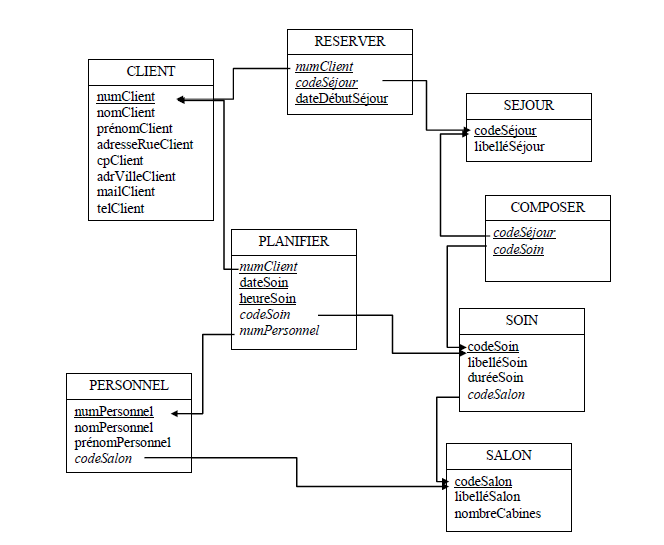 RESERVER
numClient
codeSéjour
dateDébutSéjour
CLIENT
numClient
nomClient
prénomClient
adresseRueClient
cpClient
adrVilleClient
mailClient
telClient
SEJOUR
codeSéjour
libelléSéjour
COMPOSER
codeSéjour
codeSoin
PLANIFIER
numClient
dateSoin
heureSoin
codeSoin
numPersonnel
SOIN
codeSoin
libelléSoin
duréeSoin
codeSalon
PERSONNEL
numPersonnel
nomPersonnel
prénomPersonnel
codeSalon
SALON
codeSalon
libelléSalon
nombreCabines